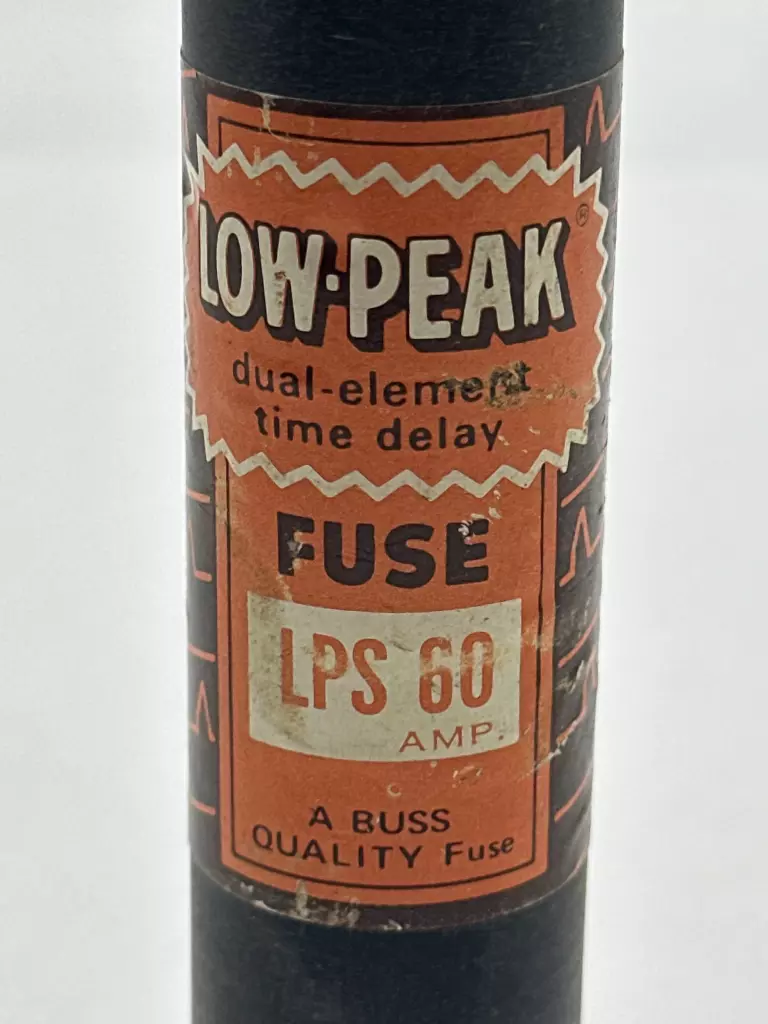 LOW-PEAK®
dual-element
time delay
FUSE
LPS 60
AMP.
A BUSS
QUALITY Fuse